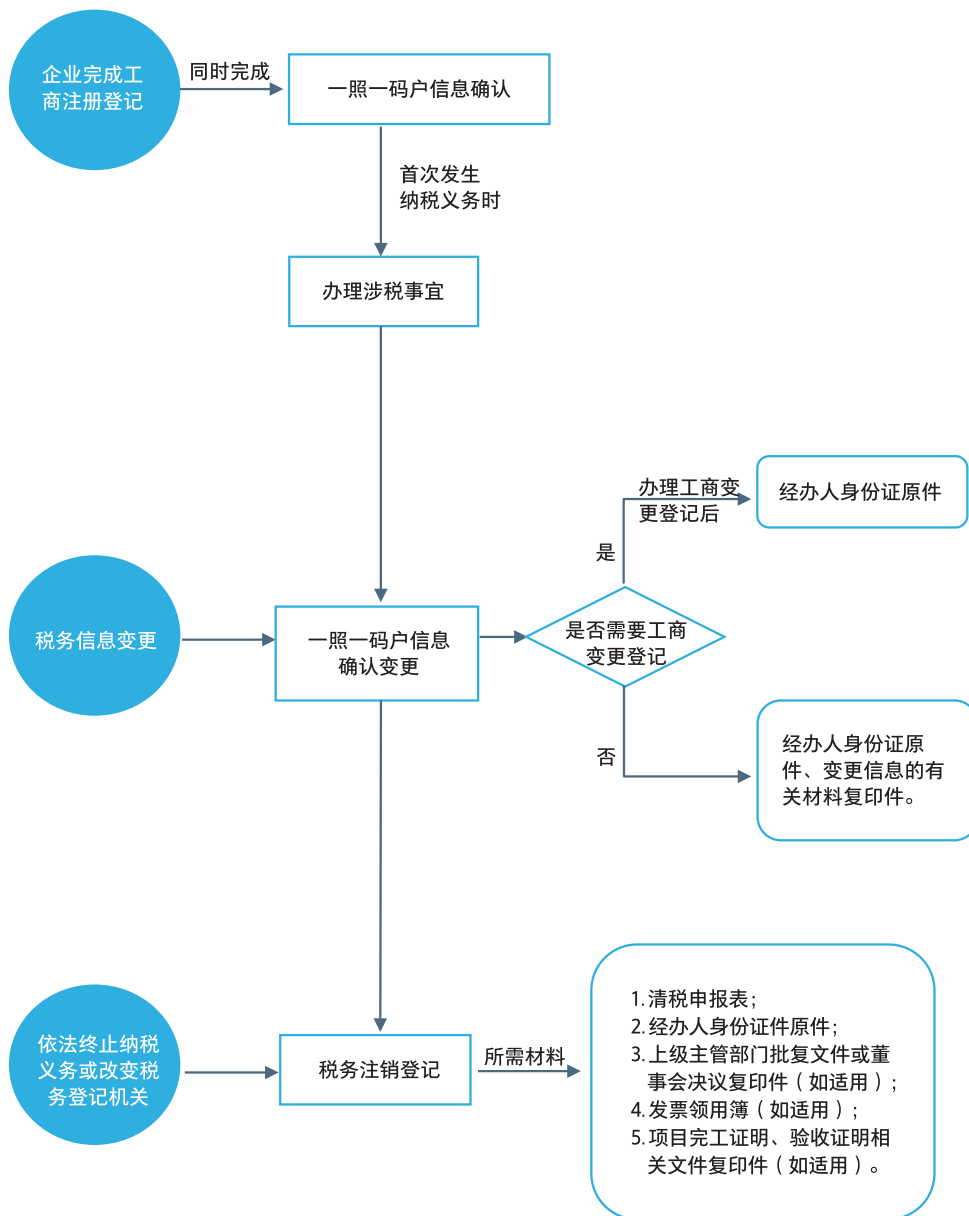 企业完成工
商注册登记
同时完成
一照一码户信息确认
首次发生
纳税义务时
办理涉税事宜
办理工商变
更登记后
经办人身份证原件
是
税务信息变更
一照一码户信息
确认变更
是否需要工商
变更登记
否
经办人身份证原
件、变更信息的有
关材料复印件。
依法终止纳税
义务或改变税
务登记机关
税务注销登记
所需材料
1.清税申报表；
2.经办人身份证件原件；
3.上级主管部门批复文件或董
事会决议复印件（如适用）；
4.发票领用簿（如适用）；
5.项目完工证明、验收证明相
关文件复印件（如适用）。